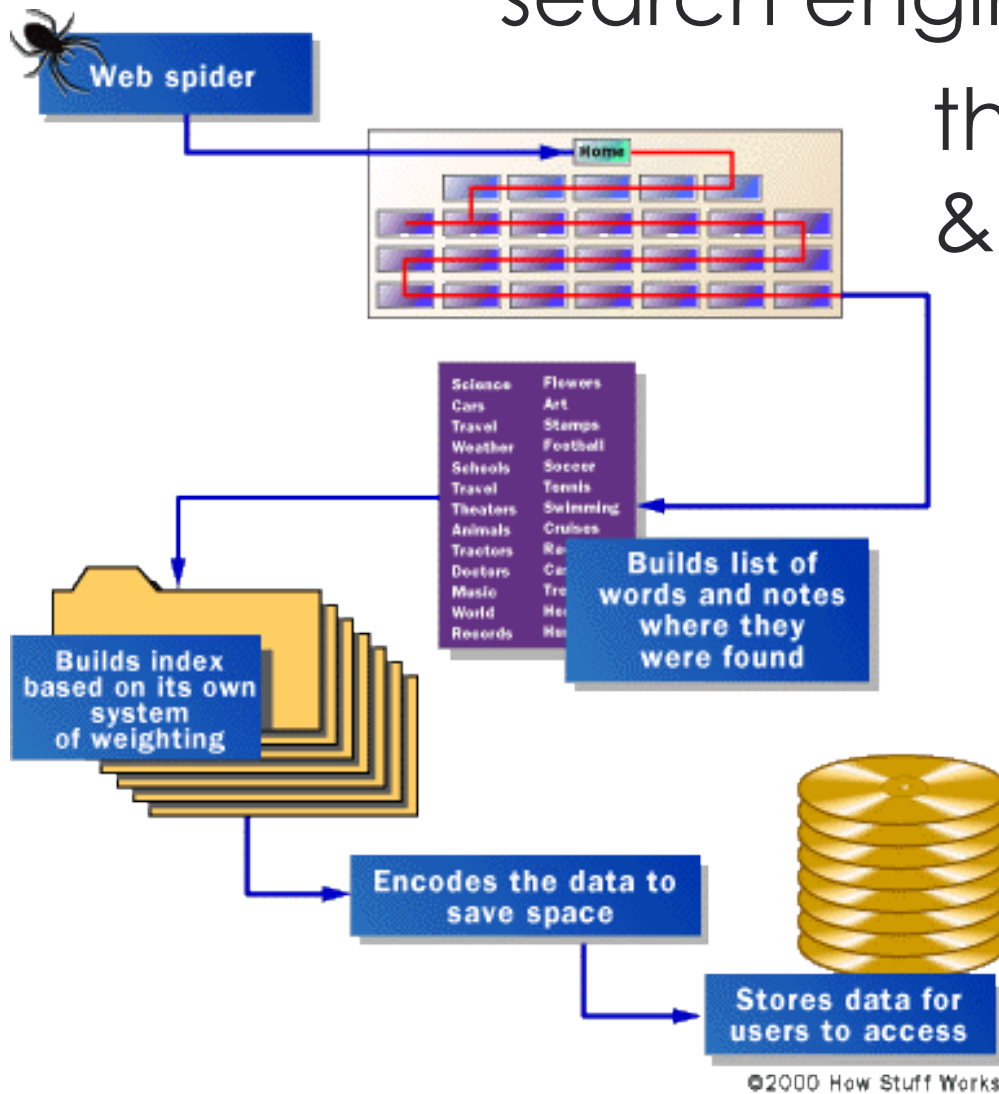 search engin
th
&
Web spider
Home
Science Flowers
Cars Art
Travel Stamps
Weather Football
Schools Soccer
Travel Tennis
Theaters Swimming
Animals Cruises
Tractors
Doctors
Music
World
Records
Builds list of
words and notes
where they
were found
Builds index
based on its own
system
of weighting
Encodes the data to
save space
Stores data for
users to access
©2000 How Stuff Works